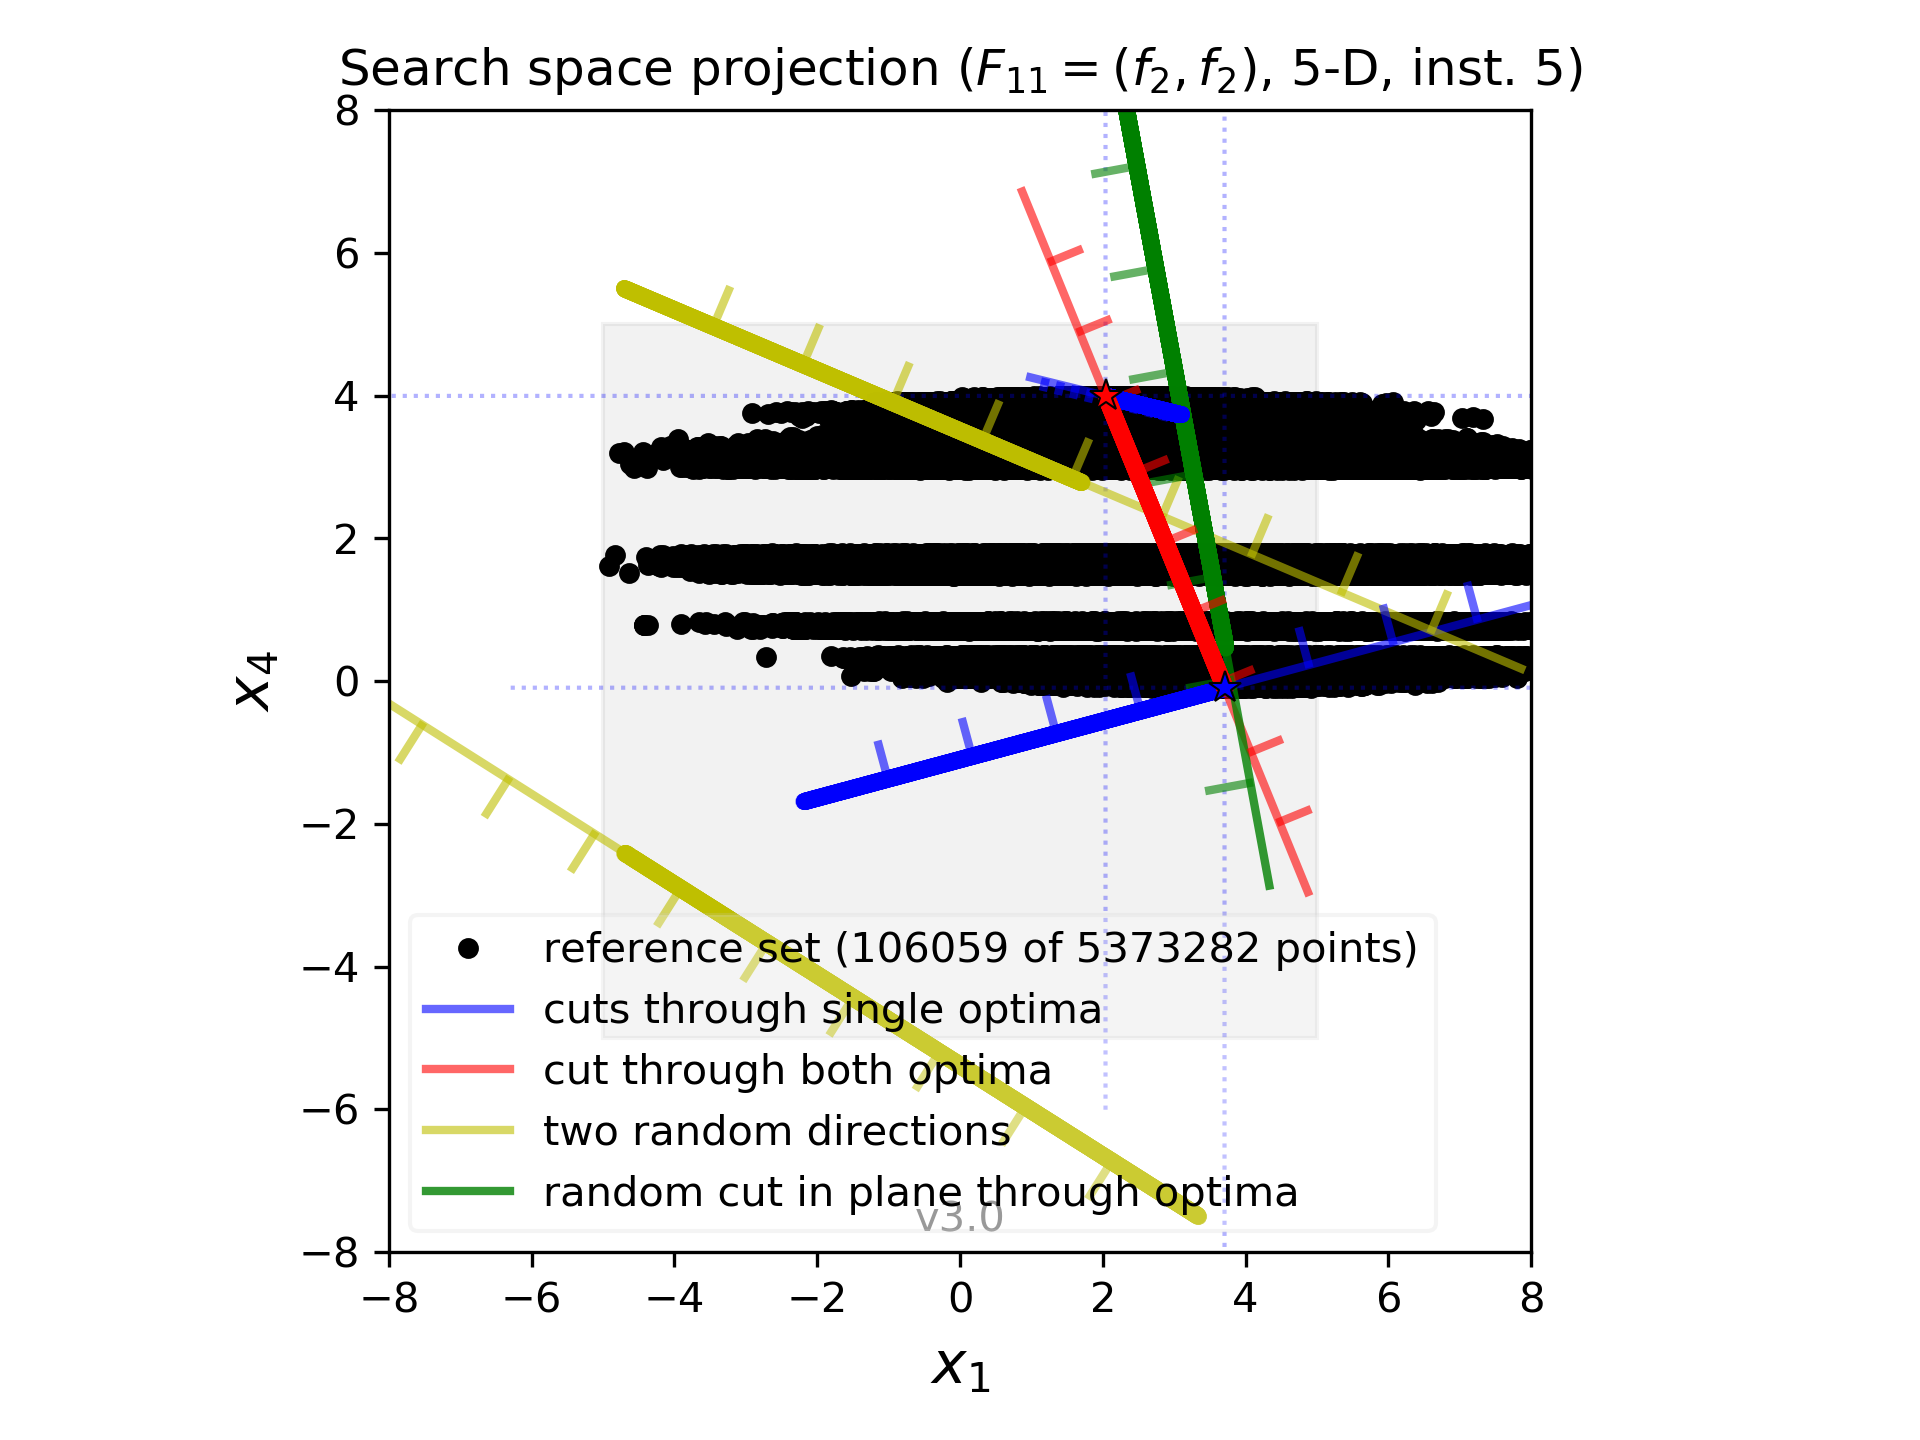 Search space projection (F₁₁ = (f₂, f₂), 5-D, inst. 5)
8
6
4
2
0
−2
−4
−6
−8
x₄
reference set (106059 of 5373282 points)
cuts through single optima
cut through both optima
two random directions
random cut in plane through optima
v3.0
−8 −6 −4 −2 0 2 4 6 8
x₁